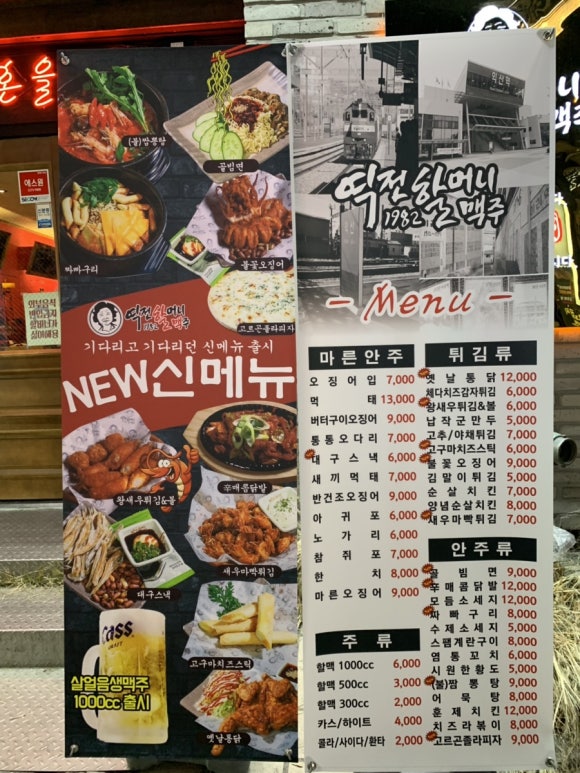 혼을
에스원
SECOM
(불)짬뽕탕
골빔면
짜빠구리
불꽃오징어
고르곤졸라피자
역전할머니맥주
1982
기다리고 기다리던 신메뉴 출시
NEW신메뉴
왕새우튀김&볼
辛매콤닭발
대구스낵
새우마빡튀김
고구마치즈스틱
옛날통닭
Cass
살얼음생맥주
1000cc 출시
익산역
역전할머니맥주
1982
- Menu -
마른안주
오징어입 7,000
먹태 13,000
버터구이오징어 9,000
통통오다리 7,000
대구스낵 6,000
새끼먹태 7,000
반건조오징어 9,000
아귀포 6,000
노가리 6,000
참쥐포 7,000
한치 8,000
마른오징어 9,000
주류
할맥 1000cc 6,000
할맥 500cc 3,000
할맥 300cc 2,000
카스/하이트 4,000
콜라/사이다/환타 2,000
튀김류
옛날통닭 12,000
체다치즈감자튀김 6,000
왕새우튀김&볼 6,000
납작군만두 5,000
고추/야채튀김 7,000
고구마치즈스틱 6,000
불꽃오징어 9,000
김말이튀김 5,000
순살치킨 7,000
양념순살치킨 8,000
새우마빡튀김 7,000
안주류
골빔면 9,000
辛매콤닭발 12,000
모듬소세지 12,000
짜빠구리 8,000
수제소세지 5,000
스팸계란구이 8,000
염통꼬치 6,000
시원한황도 5,000
(불)짬뽕탕 9,000
어묵탕 8,000
훈제치킨 12,000
치즈라볶이 8,000
고르곤졸라피자 9,000